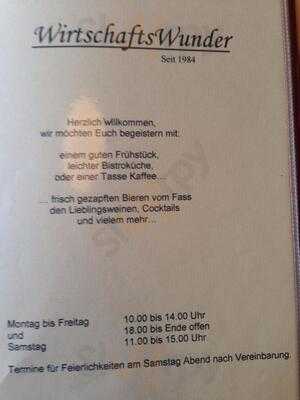 WirtschaftsWunder
Seit 1984
Herzlich willkommen,
wir möchten Euch begeistern mit:
einem guten Frühstück,
leichter Bistroküche,
oder einer Tasse Kaffee…
… frisch gezapften Bieren vom Fass
den Lieblingsweinen, Cocktails
und vielem mehr…
Montag bis Freitag 10.00 bis 14.00 Uhr
und 18.00 bis Ende offen
Samstag 11.00 bis 15.00 Uhr
Termine für Feierlichkeiten am Samstag Abend nach Vereinbarung.